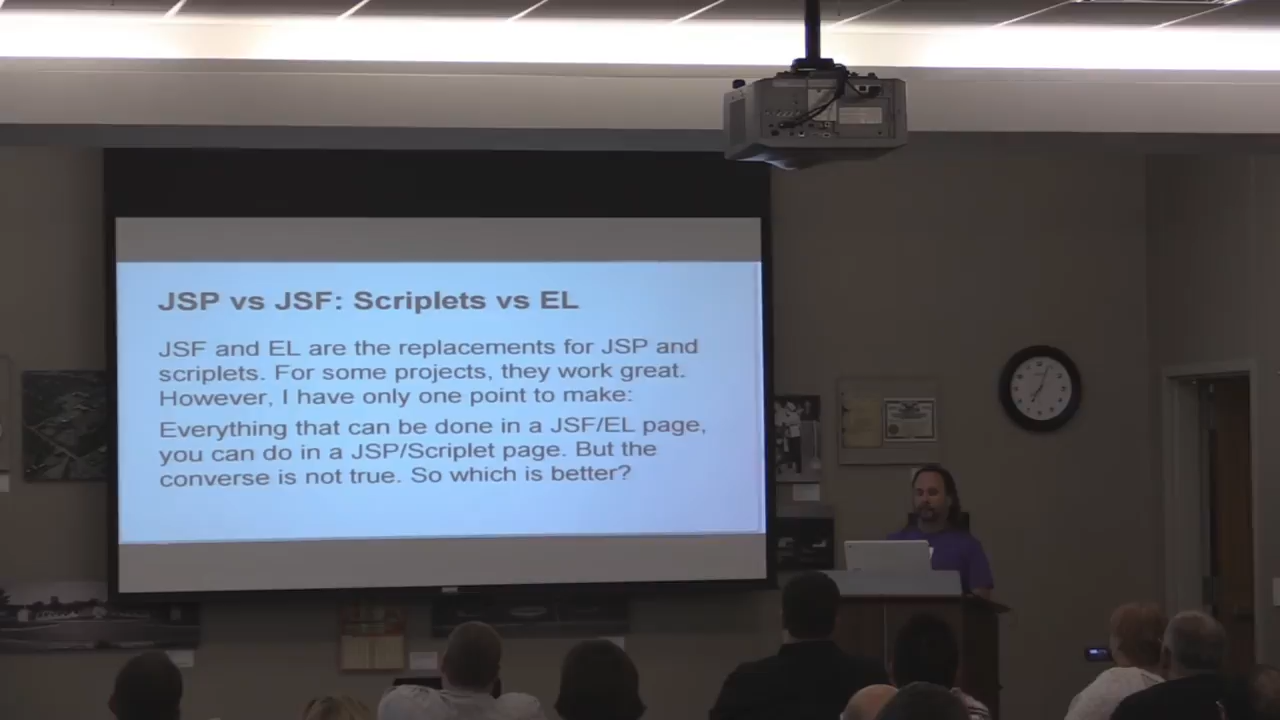 JSP vs JSF: Scriplets vs EL
JSF and EL are the replacements for JSP and
scriplets. For some projects, they work great.
However, I have only one point to make:
Everything that can be done in a JSF/EL page,
you can do in a JSP/Scriplet page. But the
converse is not true. So which is better?